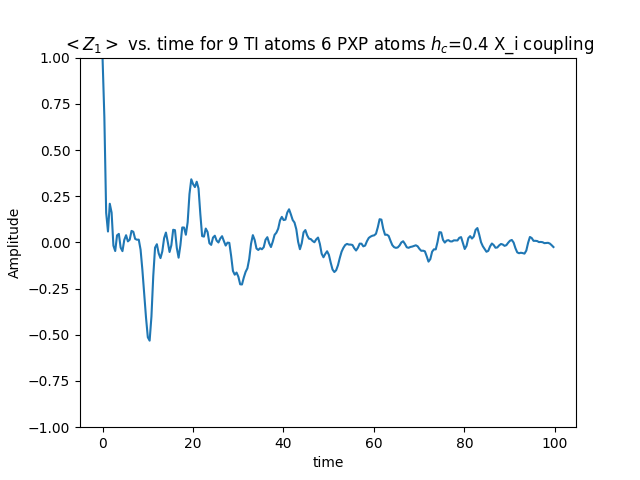 < Z₁ > vs. time for 9 TI atoms 6 PXP atoms h_c=0.4 X_i coupling
1.00
0.75
0.50
0.25
0.00
−0.25
−0.50
−0.75
−1.00
Amplitude
0 20 40 60 80 100
time